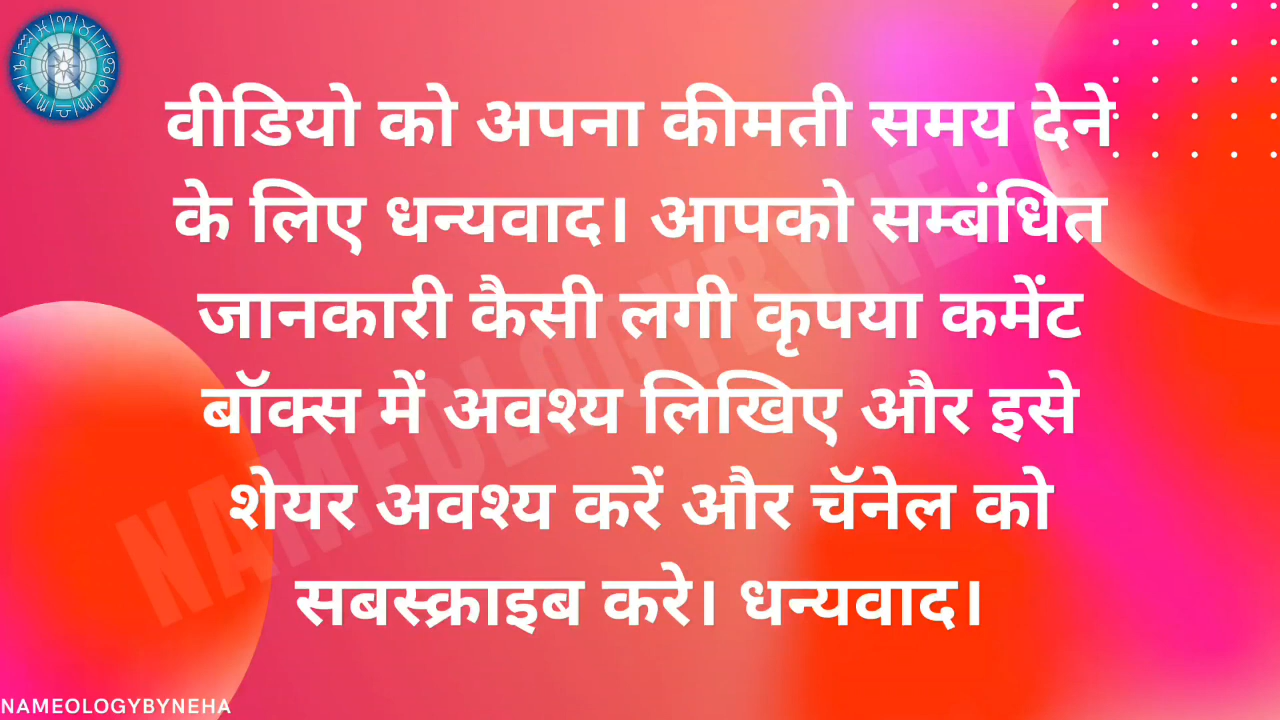 वीडियो को अपना कीमती समय देने
के लिए धन्यवाद। आपको सम्बंधित
जानकारी कैसी लगी कृपया कमेंट
बॉक्स में अवश्य लिखिए और इसे
शेयर अवश्य करें और चॅनेल को
सबस्क्राइब करे। धन्यवाद।
NAMEOLOGYBYNEHA
NAMEOLOGYBYNEHA